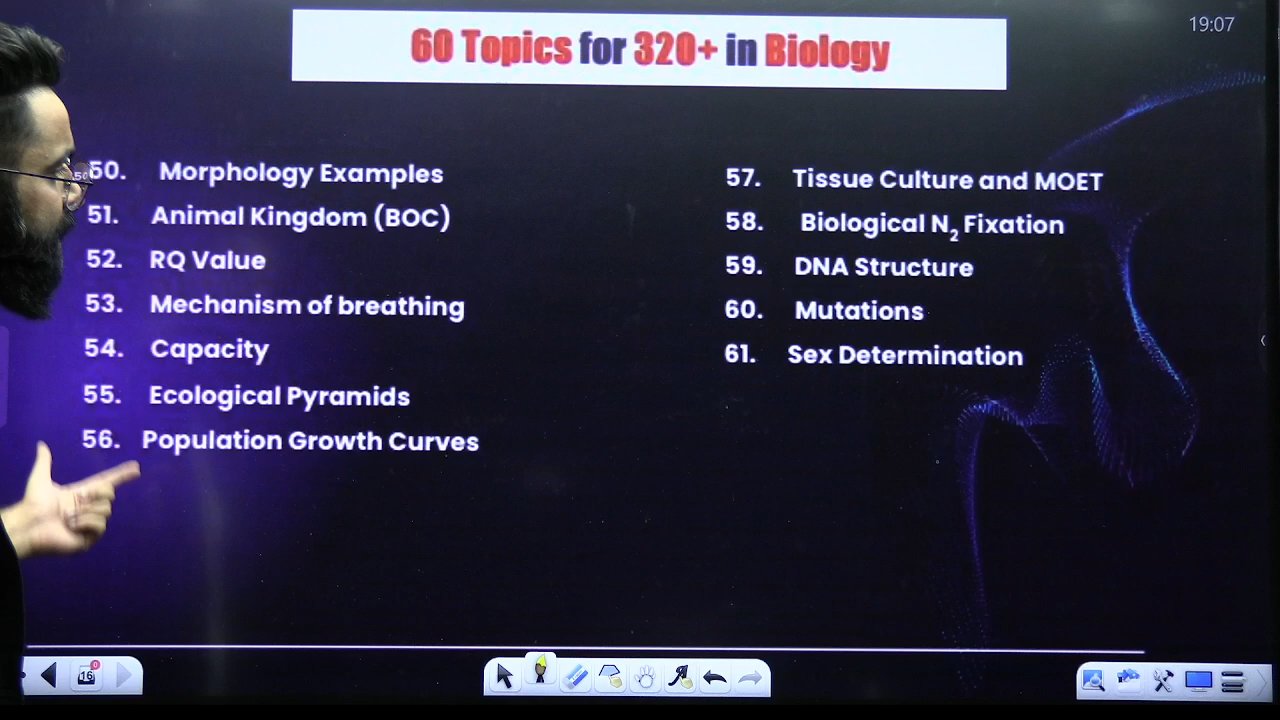 19:07
60 Topics for 320+ in Biology
50. Morphology Examples
51. Animal Kingdom (BOC)
52. RQ Value
53. Mechanism of breathing
54. Capacity
55. Ecological Pyramids
56. Population Growth Curves
57. Tissue Culture and MOET
58. Biological N₂ Fixation
59. DNA Structure
60. Mutations
61. Sex Determination
16
0